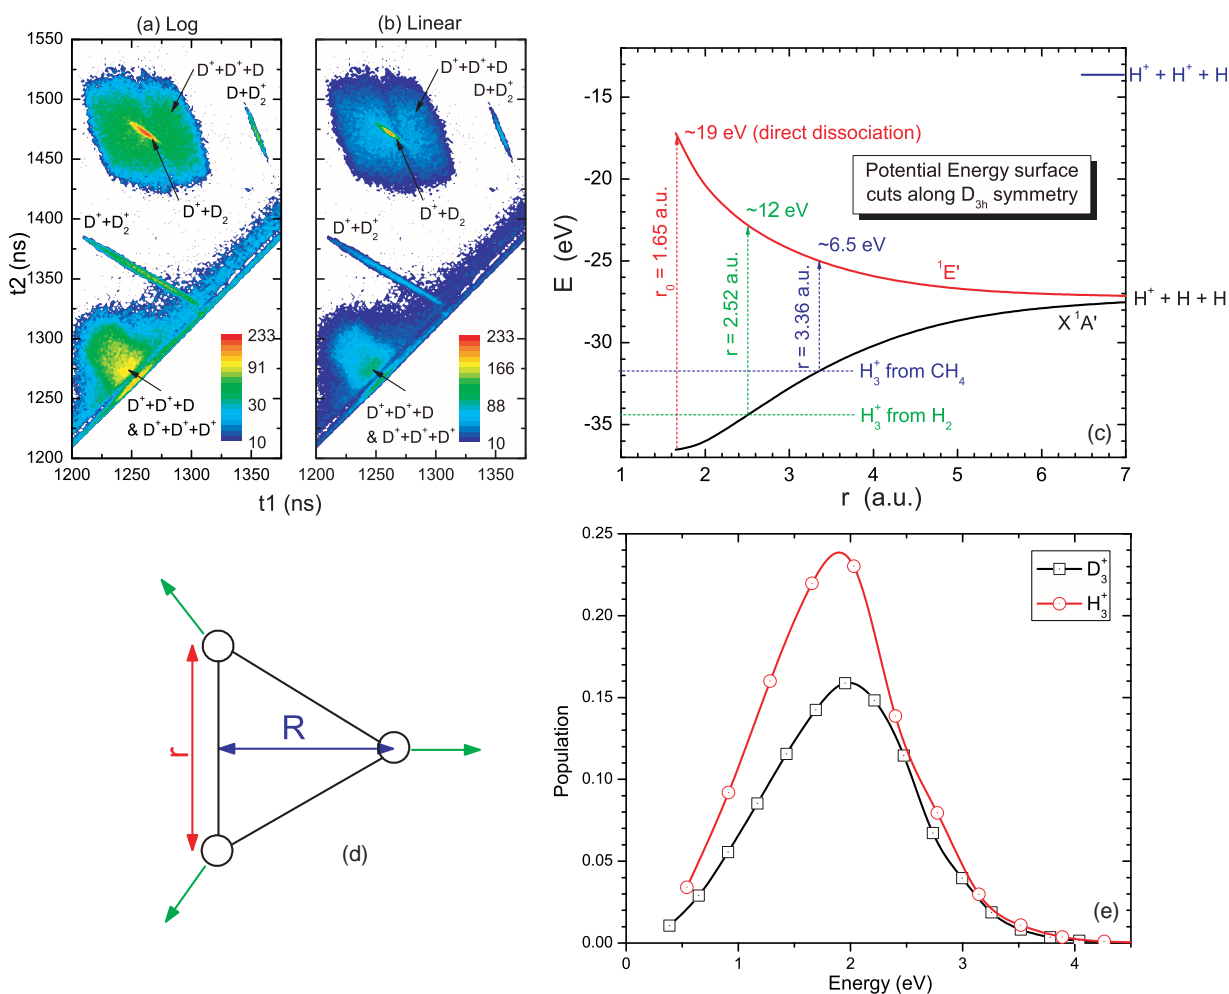 (a) Log
(b) Linear
1550
1500
1450
1400
1350
1300
1250
1200
t2 (ns)
D⁺+D⁺+D
D+D₂⁺
D⁺+D₂
D⁺+D₂⁺
D⁺+D⁺+D
& D⁺+D⁺+D⁺
233
91
30
10
1200 1250 1300 1350
D⁺+D⁺+D
D+D₂⁺
D⁺+D₂
D⁺+D₂⁺
D⁺+D⁺+D
& D⁺+D⁺+D⁺
233
166
88
10
1200 1250 1300 1350
t1 (ns)
E (eV)
-15
-20
-25
-30
-35
H⁺ + H⁺ + H
~19 eV (direct dissociation)
Potential Energy surface
cuts along D₃ₕ symmetry
~12 eV
~6.5 eV
r₀ = 1.65 a.u.
r = 2.52 a.u.
r = 3.36 a.u.
¹E'
H⁺ + H + H
X ¹A'
H₃⁺ from CH₄
H₃⁺ from H₂
(c)
1 2 3 4 5 6 7
r (a.u.)
r
R
(d)
Population
0.25
0.20
0.15
0.10
0.05
0.00
D₃⁺
H₃⁺
(e)
0 1 2 3 4
Energy (eV)